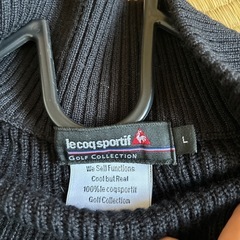 le coq sportif
GOLF COLLECTION
L
We Sell Functions
Cool but Real
100% le coq sportif
Golf Collection